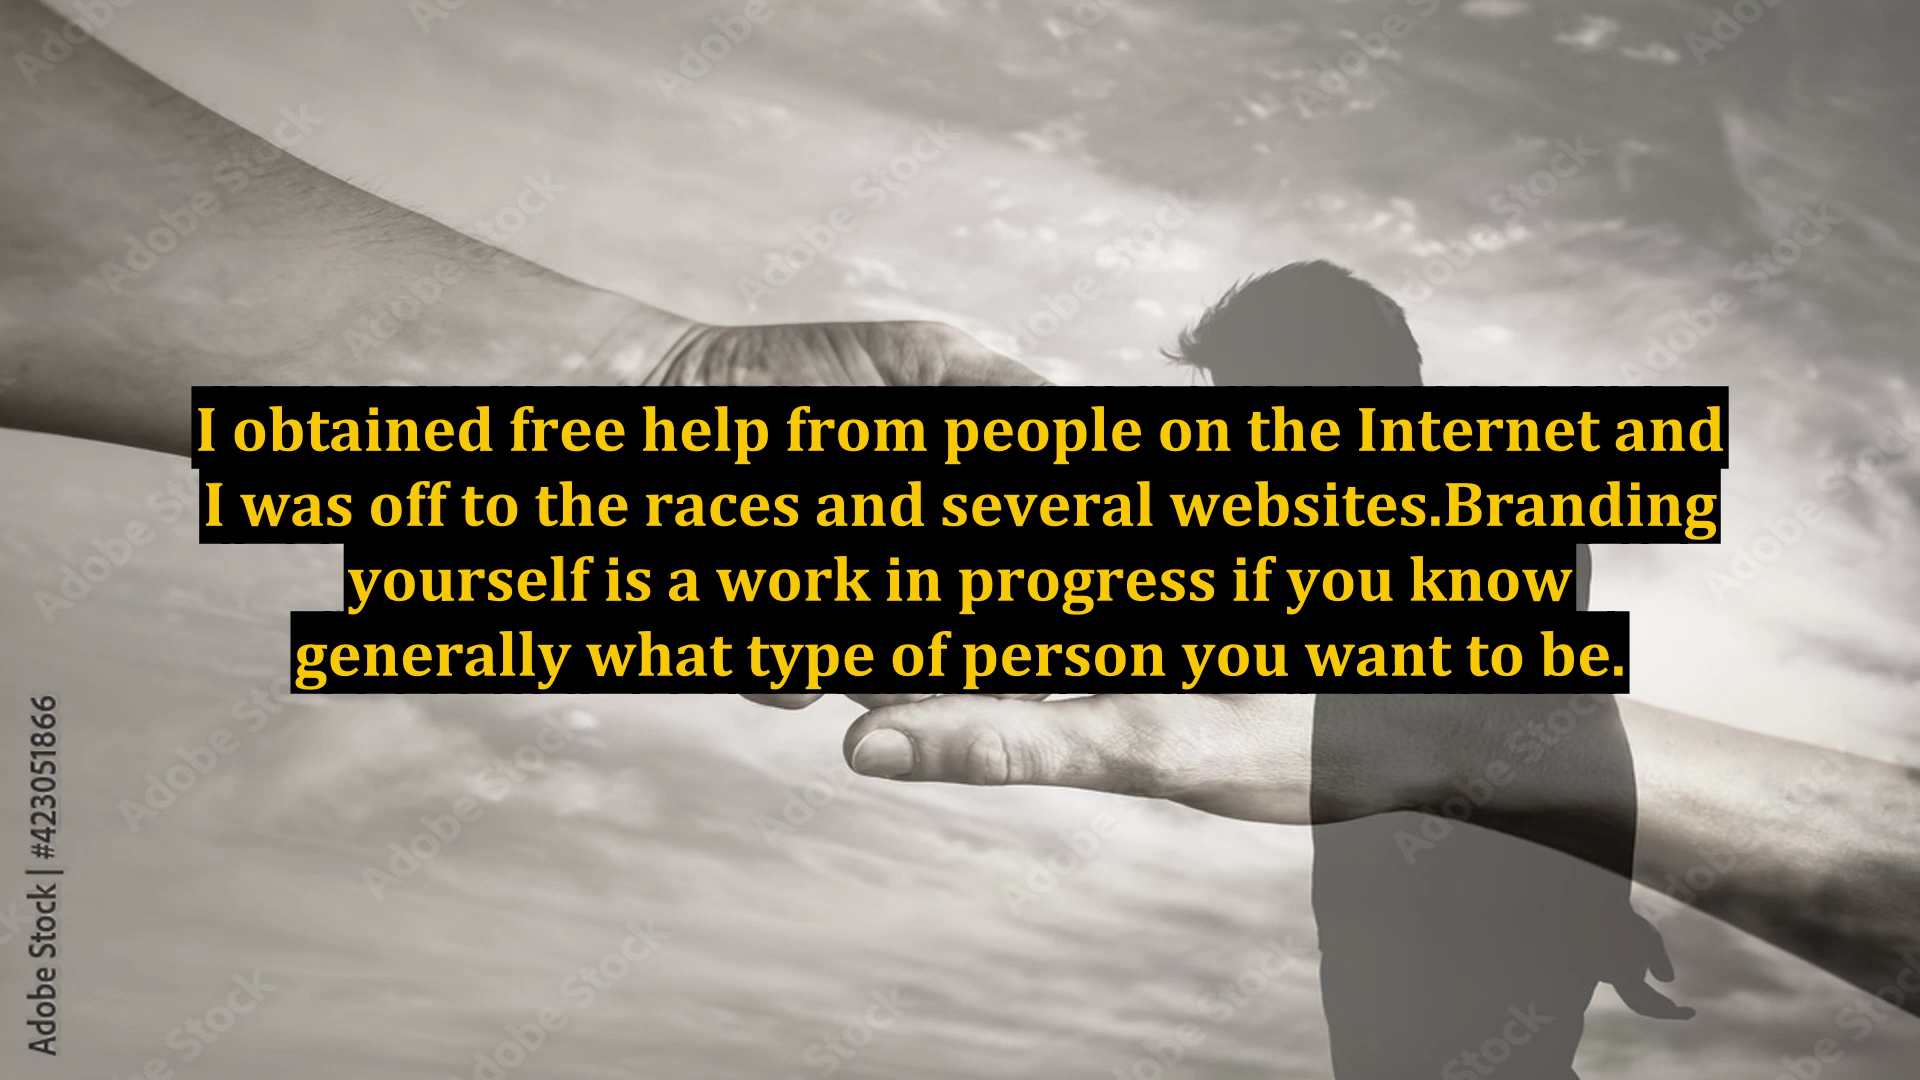 I obtained free help from people on the Internet and
I was off to the races and several websites.Branding
yourself is a work in progress if you know
generally what type of person you want to be.
Adobe Stock | #423051866
Adobe Stock